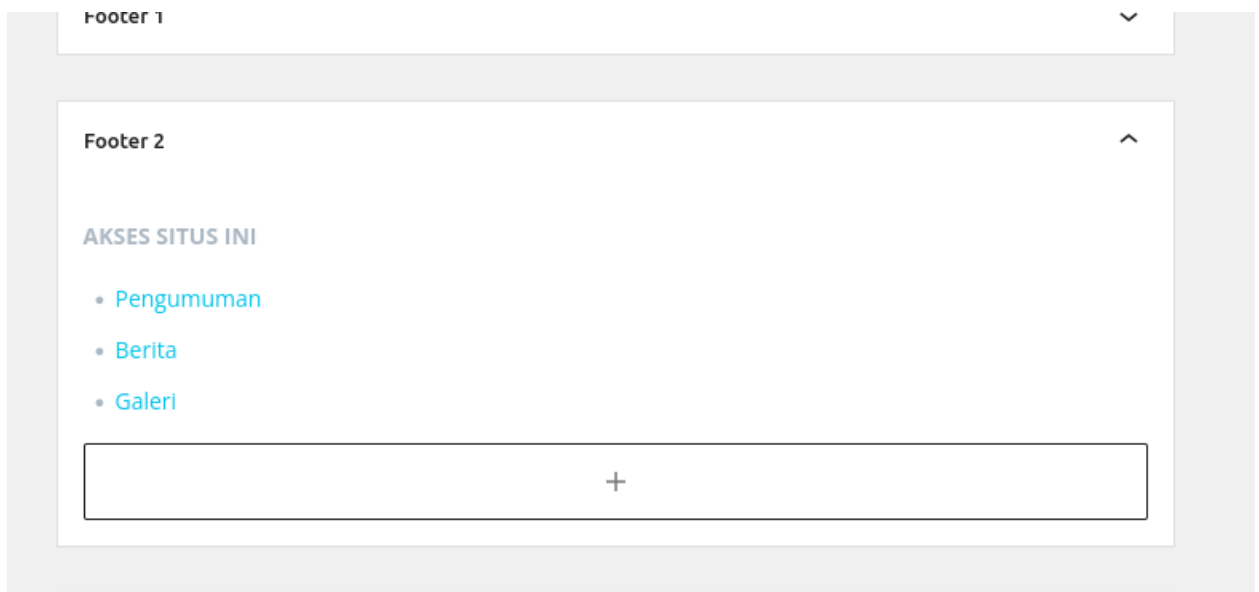 Footer 1
Footer 2
AKSES SITUS INI
Pengumuman
Berita
Galeri